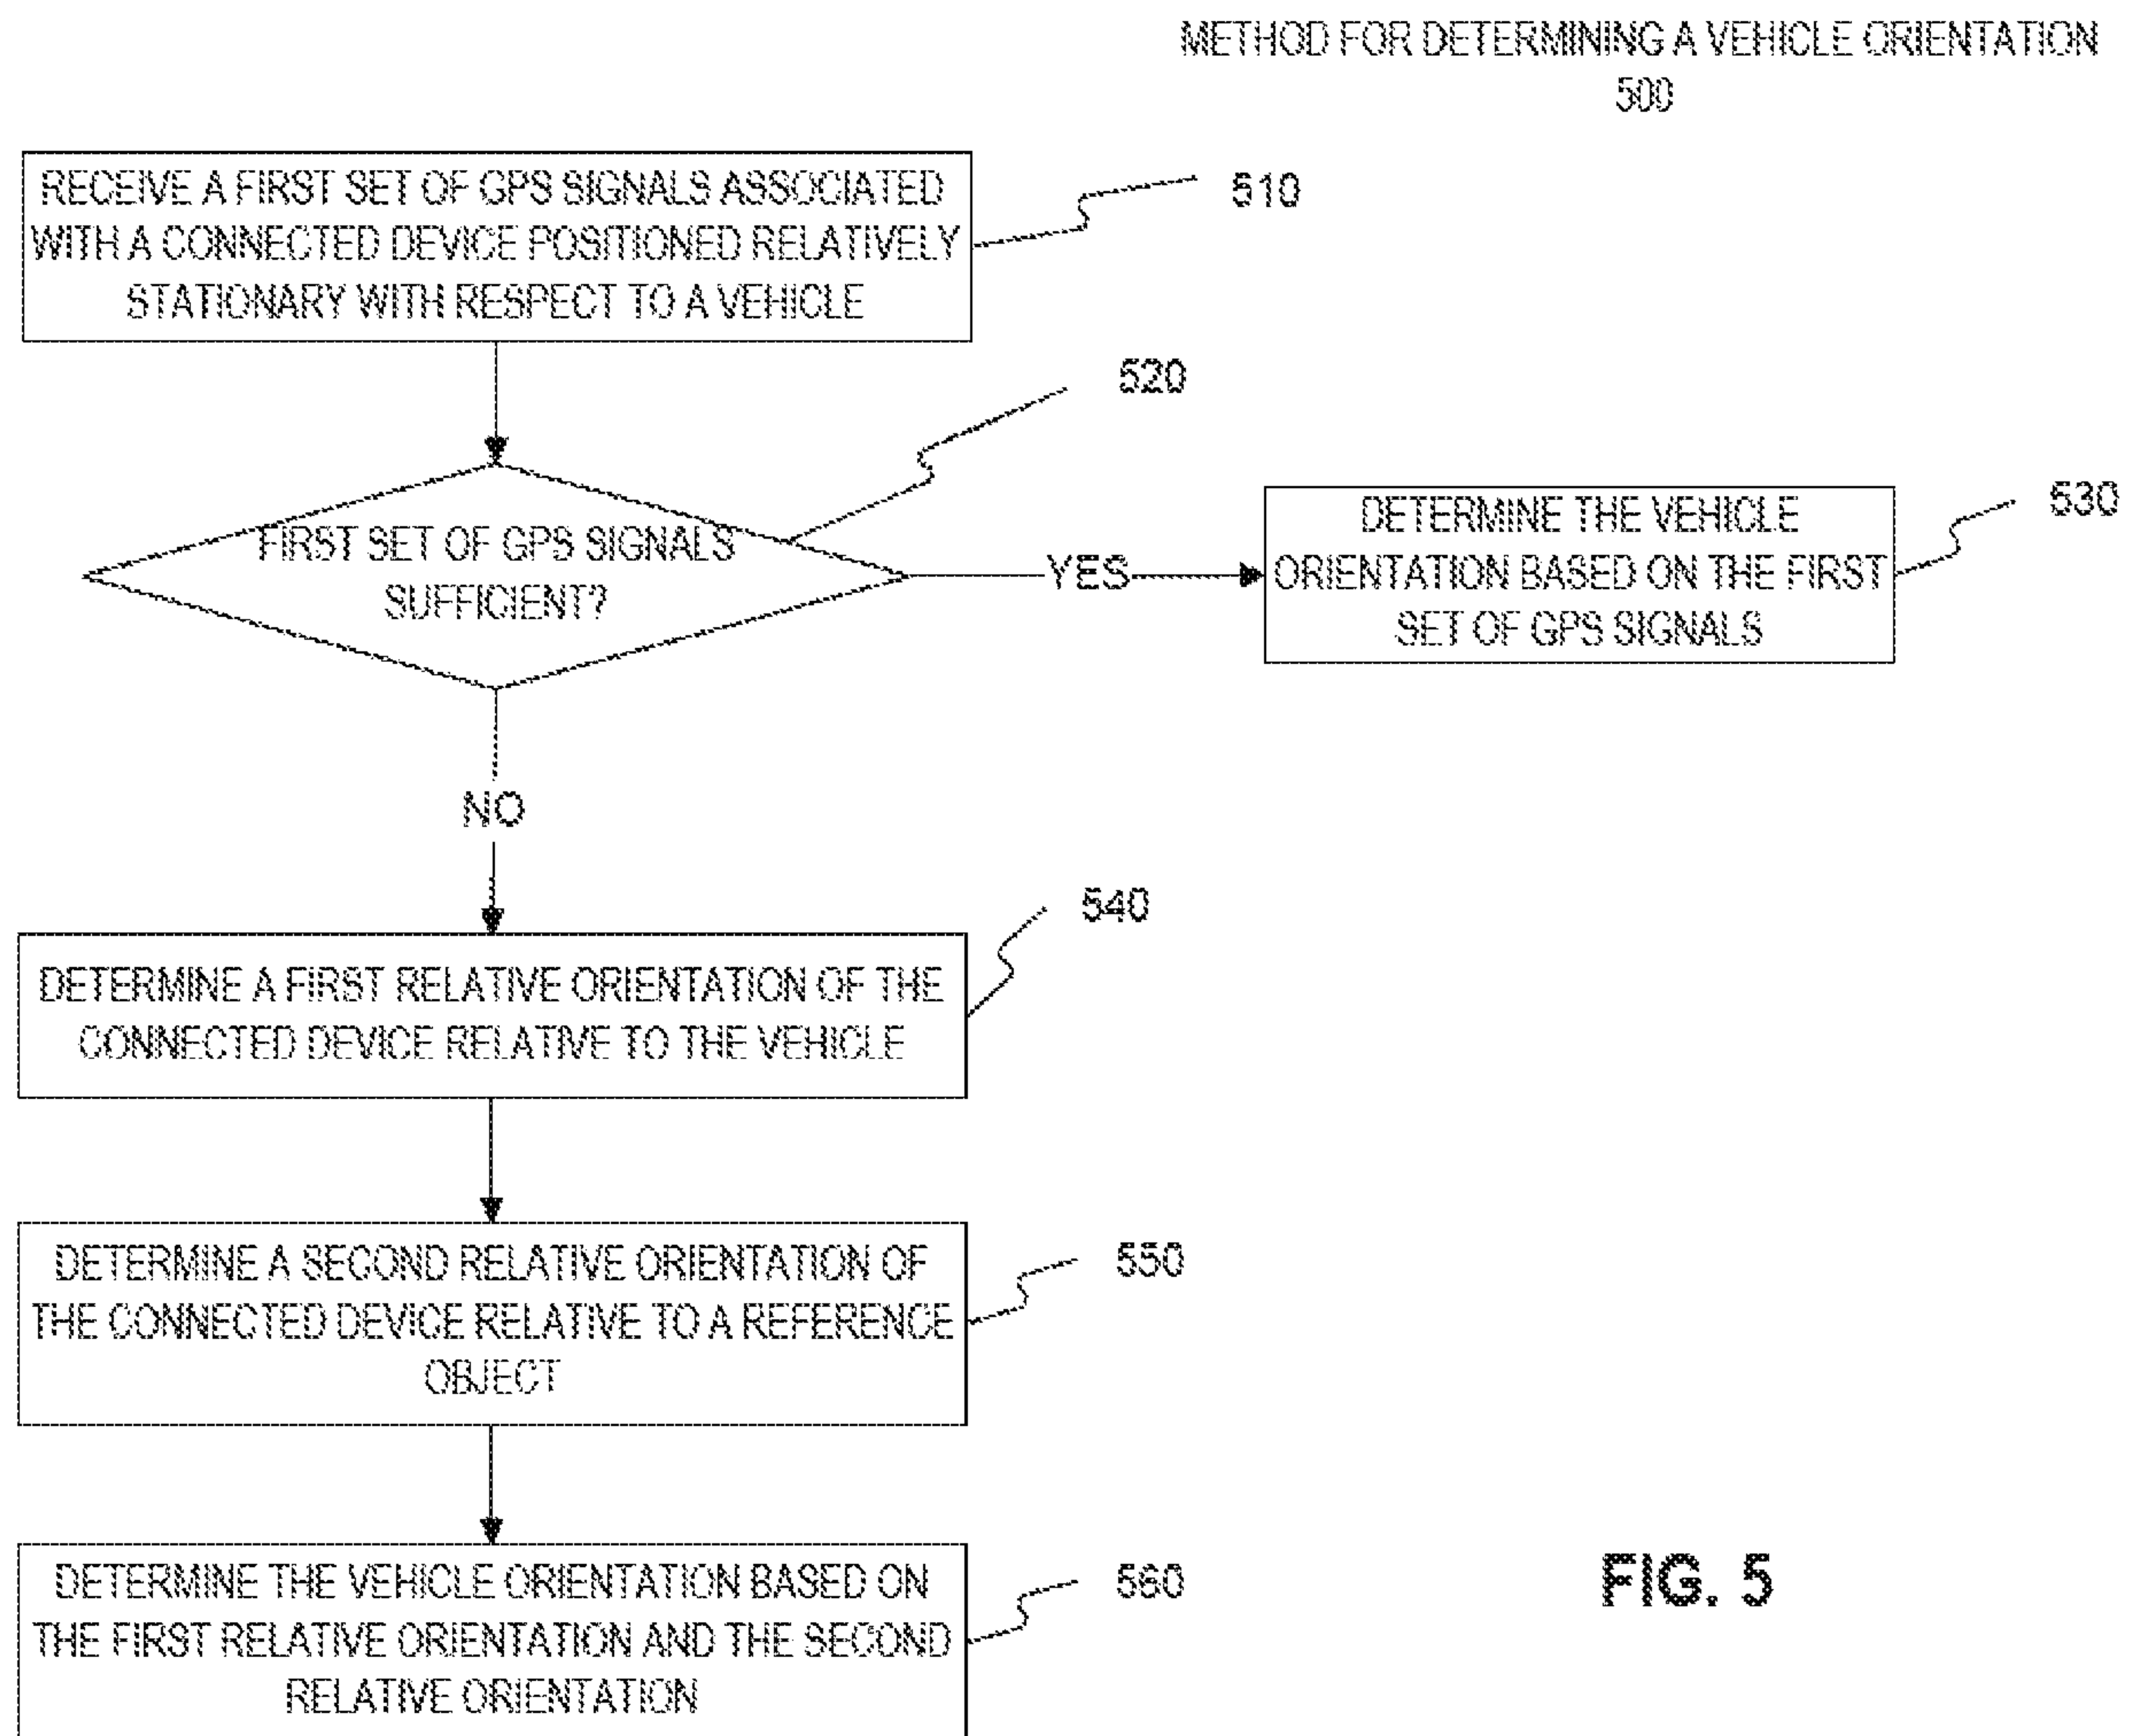 METHOD FOR DETERMINING A VEHICLE ORIENTATION
500
RECEIVE A FIRST SET OF GPS SIGNALS ASSOCIATED
WITH A CONNECTED DEVICE POSITIONED RELATIVELY
STATIONARY WITH RESPECT TO A VEHICLE
510
520
FIRST SET OF GPS SIGNALS
SUFFICIENT?
YES
DETERMINE THE VEHICLE
ORIENTATION BASED ON THE FIRST
SET OF GPS SIGNALS
530
NO
540
DETERMINE A FIRST RELATIVE ORIENTATION OF THE
CONNECTED DEVICE RELATIVE TO THE VEHICLE
DETERMINE A SECOND RELATIVE ORIENTATION OF
THE CONNECTED DEVICE RELATIVE TO A REFERENCE
OBJECT
550
DETERMINE THE VEHICLE ORIENTATION BASED ON
THE FIRST RELATIVE ORIENTATION AND THE SECOND
RELATIVE ORIENTATION
560
FIG. 5